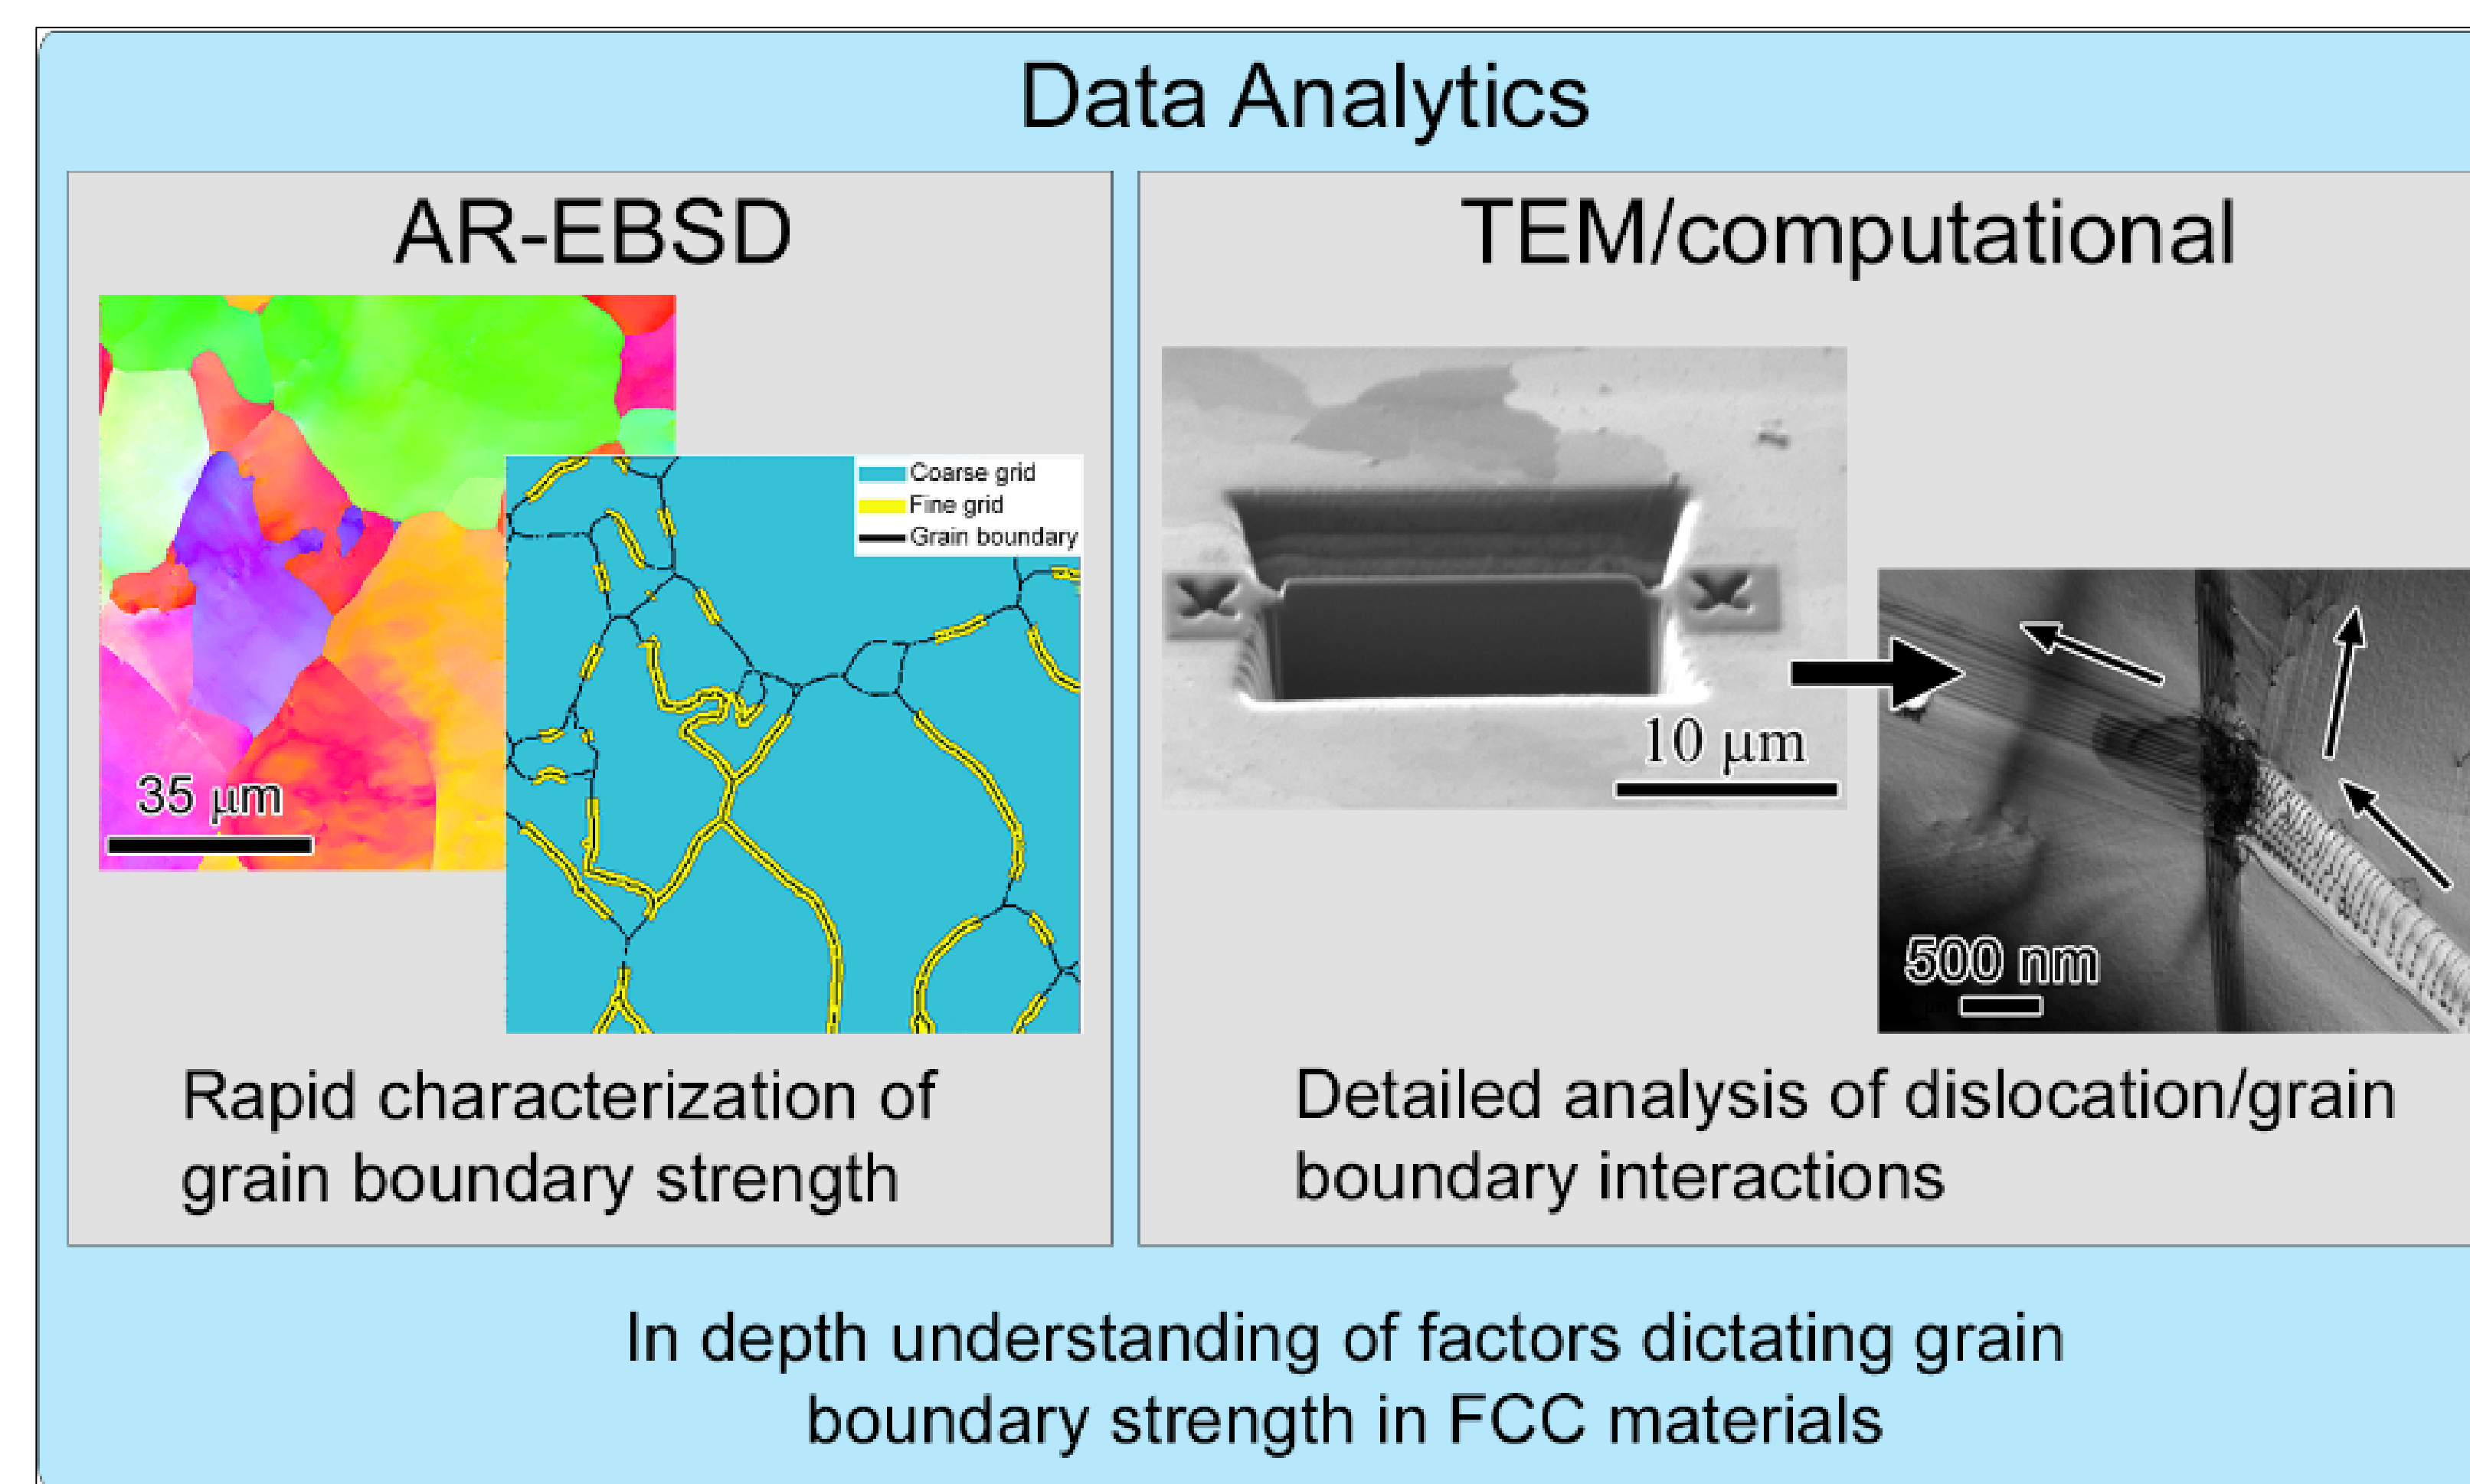 Data Analytics
AR-EBSD
35 μm
Coarse grid
Fine grid
Grain boundary
Rapid characterization of
grain boundary strength
TEM/computational
10 μm
500 nm
Detailed analysis of dislocation/grain
boundary interactions
In depth understanding of factors dictating grain
boundary strength in FCC materials